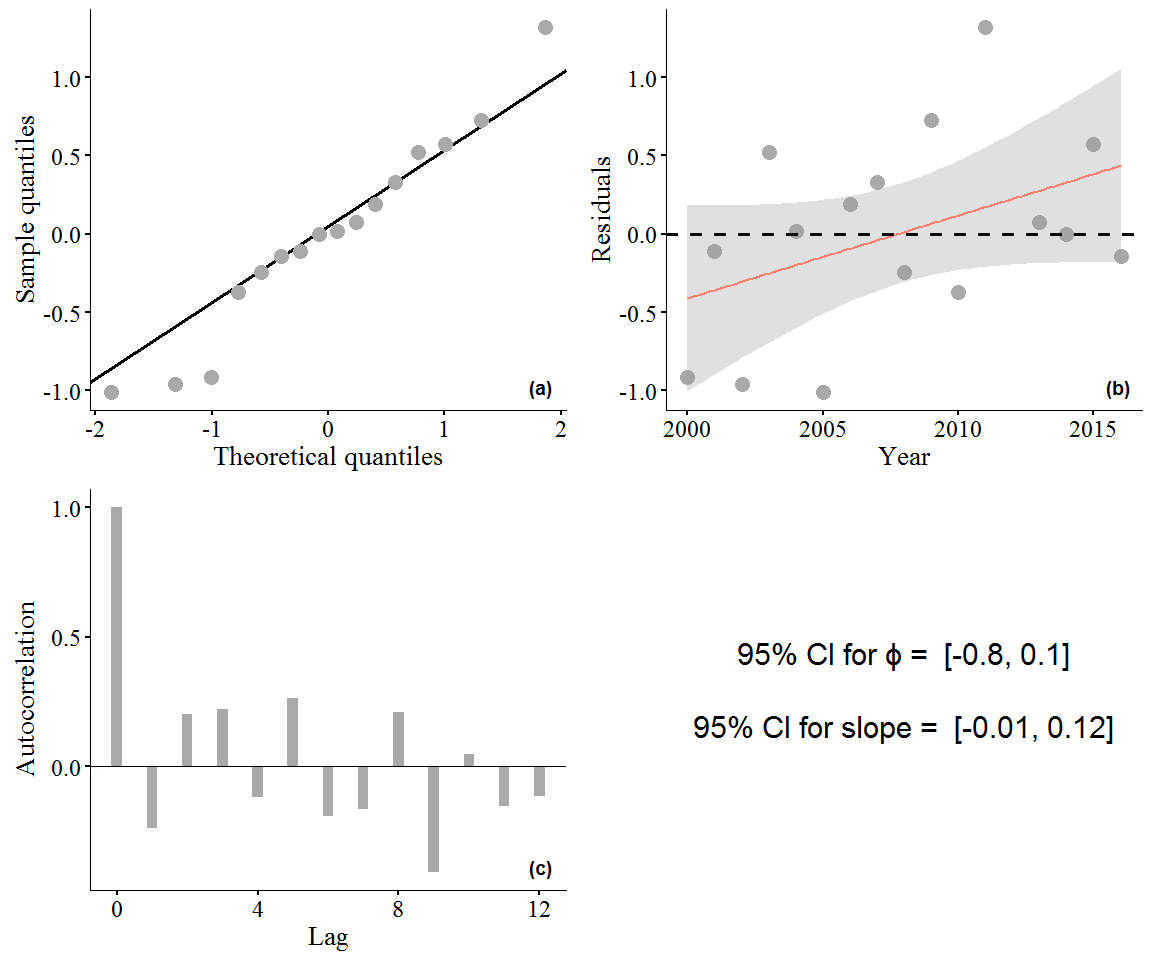 Sample quantiles
1.0
0.5
0.0
-0.5
-1.0
(a)
-2
-1
0
1
2
Theoretical quantiles
Residuals
1.0
0.5
0.0
-0.5
-1.0
(b)
2000
2005
2010
2015
Year
Autocorrelation
1.0
0.5
0.0
(c)
0
4
8
12
Lag
95% CI for ϕ = [-0.8, 0.1]
95% CI for slope = [-0.01, 0.12]